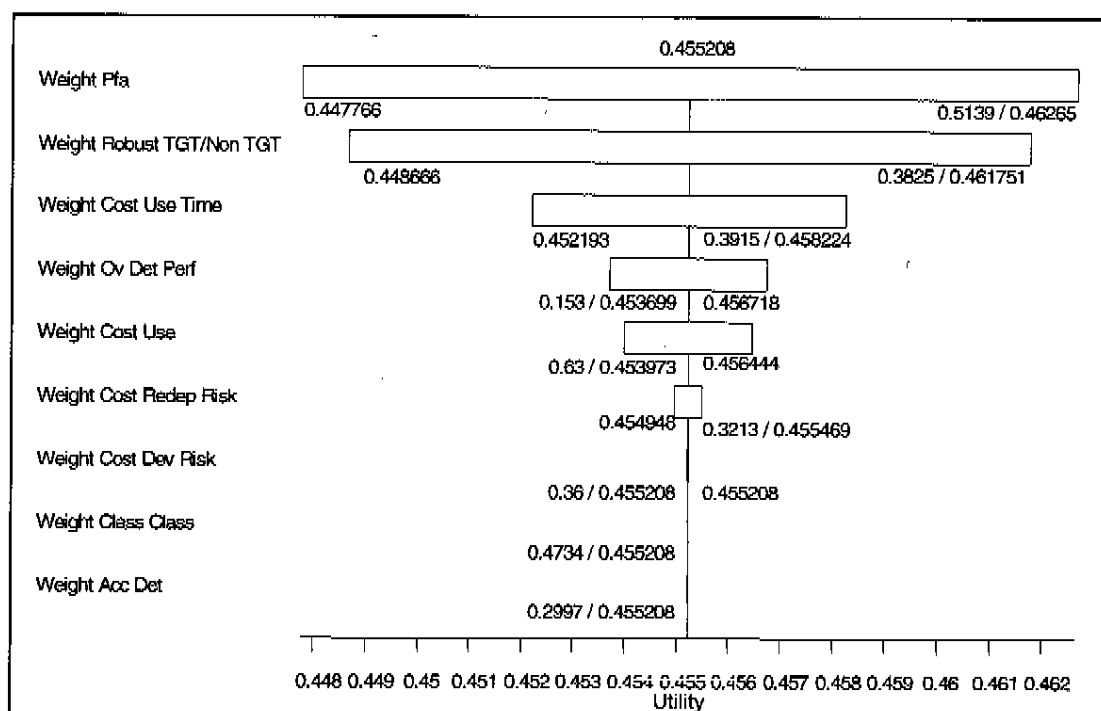 0.455208
Weight Pfa
0.447766 0.5139 / 0.46265
Weight Robust TGT/Non TGT
0.448666 0.3825 / 0.461751
Weight Cost Use Time
0.452193 0.3915 / 0.458224
Weight Ov Det Perf
0.153 / 0.453699 0.456718
Weight Cost Use
0.63 / 0.453973 0.456444
Weight Cost Redep Risk
0.454948 0.3213 / 0.455469
Weight Cost Dev Risk
0.36 / 0.455208 0.455208
Weight Class Class
0.4734 / 0.455208
Weight Acc Det
0.2997 / 0.455208
0.448 0.449 0.45 0.451 0.452 0.453 0.454 0.455 0.456 0.457 0.458 0.459 0.46 0.461 0.462
Utility